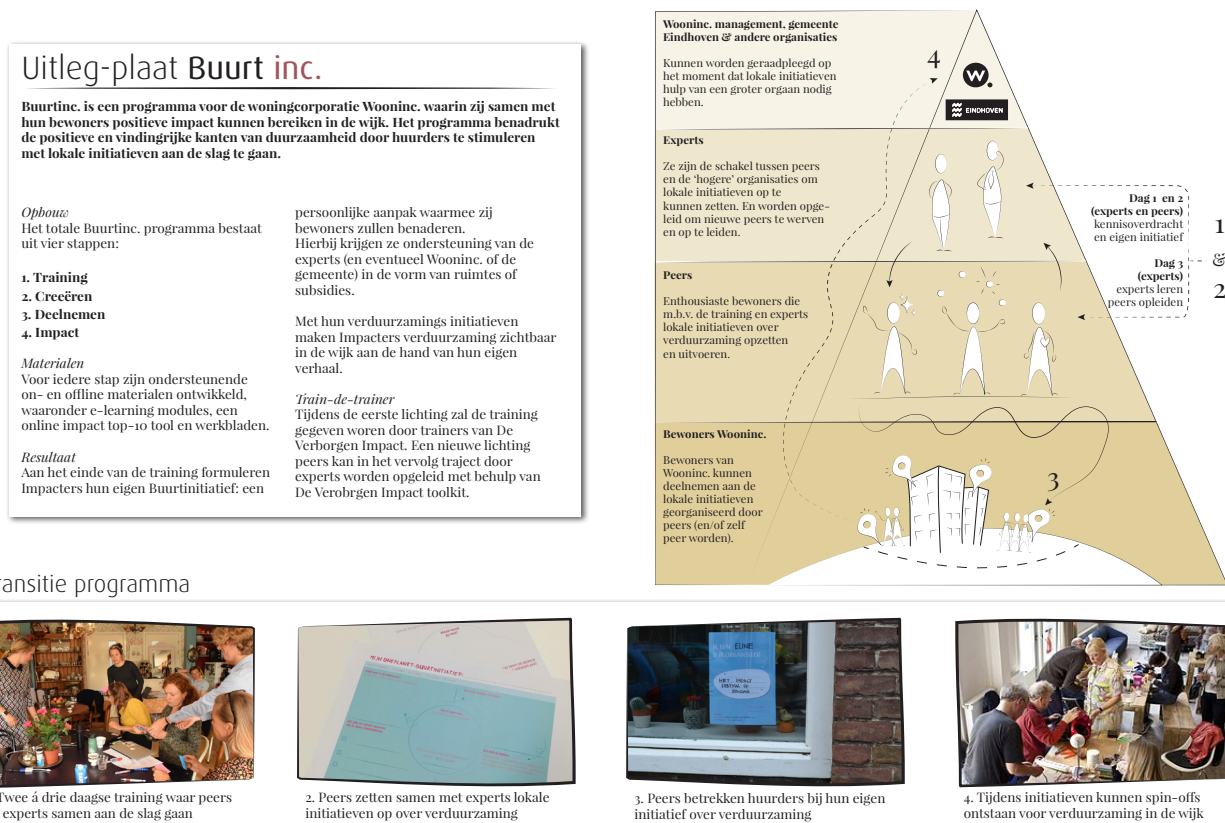 Uitleg-plaat Buurt inc.
Buurtinc. is een programma voor de woningcorporatie Wooninc. waarin zij samen met
hun bewoners positieve impact kunnen bereiken in de wijk. Het programma benadrukt
de positieve en vindingrijke kanten van duurzaamheid door huurders te stimuleren
met lokale initiatieven aan de slag te gaan.
Opbouw
Het totale Buurtinc. programma bestaat
uit vier stappen:
1. Training
2. Creëeren
3. Deelnemen
4. Impact
Materialen
Voor iedere stap zijn ondersteunende
on- en offline materialen ontwikkeld,
waaronder e-learning modules, een
online impact top-10 tool en werkbladen.
Resultaat
Aan het einde van de training formuleren
Impacters hun eigen Buurtinitiatief: een
persoonlijke aanpak waarmee zij
bewoners zullen benaderen.
Hierbij krijgen ze ondersteuning van de
experts (en eventueel Wooninc. of de
gemeente) in de vorm van ruimtes of
subsidies.
Met hun verduurzamings initiatieven
maken Impacters verduurzaming zichtbaar
in de wijk aan de hand van hun eigen
verhaal.
Train-de-trainer
Tijdens de eerste lichting zal de training
gegeven woren door trainers van De
Verborgen Impact. Een nieuwe lichting
peers kan in het vervolg traject door
experts worden opgeleid met behulp van
De Verobrgen Impact toolkit.
Wooninc. management, gemeente
Eindhoven & andere organisaties
Kunnen worden geraadpleegd op
het moment dat lokale initiatieven
hulp van een groter orgaan nodig
hebben.
4
W.
EINDHOVEN
Experts
Ze zijn de schakel tussen peers
en de ‘hogere’ organisaties om
lokale initiatieven op te
kunnen zetten. En worden opge-
leid om nieuwe peers te werven
en op te leiden.
Dag 1 en 2
(experts en peers)
kennisoverdracht
en eigen initiatief
Dag 3
(experts)
experts leren
peers opleiden
1
&
2
Peers
Enthousiaste bewoners die
m.b.v. de training en experts
lokale initiatieven over
verduurzaming opzetten
en uitvoeren.
Bewoners Wooninc.
Bewoners van
Wooninc. kunnen
deelnemen aan de
lokale initiatieven
georganiseerd door
peers (en/of zelf
peer worden).
3
ransitie programma
Twee á drie daagse training waar peers
experts samen aan de slag gaan
MIJN ONEPLANET-BUURTINITIATIEF:
2. Peers zetten samen met experts lokale
initiatieven op over verduurzaming
HET IMPACT
3. Peers betrekken huurders bij hun eigen
initiatief over verduurzaming
4. Tijdens initiatieven kunnen spin-offs
ontstaan voor verduurzaming in de wijk